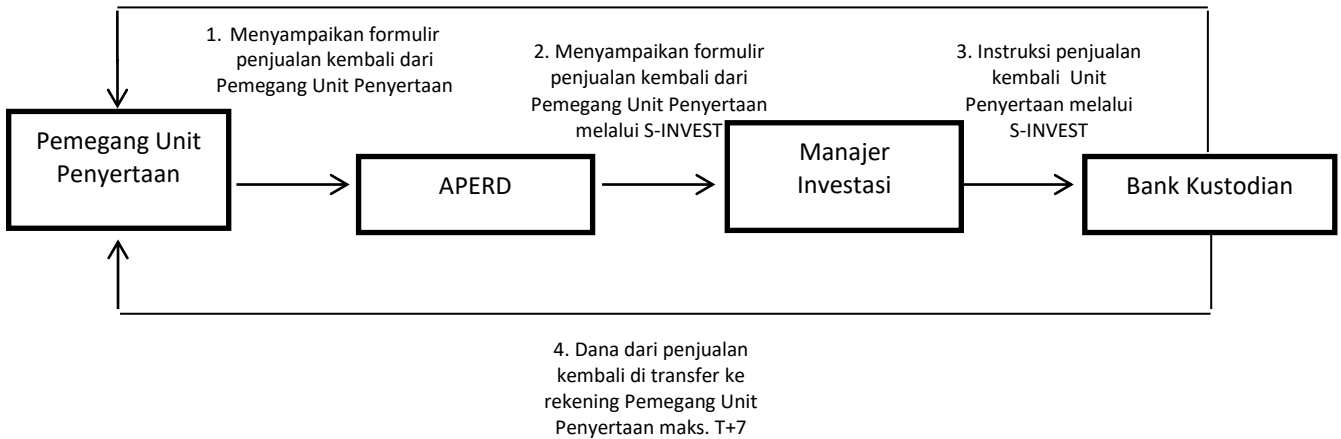 1. Menyampaikan formulir
penjualan kembali dari
Pemegang Unit Penyertaan
2. Menyampaikan formulir
penjualan kembali dari
Pemegang Unit Penyertaan
melalui S-INVEST
3. Instruksi penjualan
kembali Unit
Penyertaan melalui
S-INVEST
Pemegang Unit
Penyertaan
APERD
Manajer
Investasi
Bank Kustodian
4. Dana dari penjualan
kembali di transfer ke
rekening Pemegang Unit
Penyertaan maks. T+7